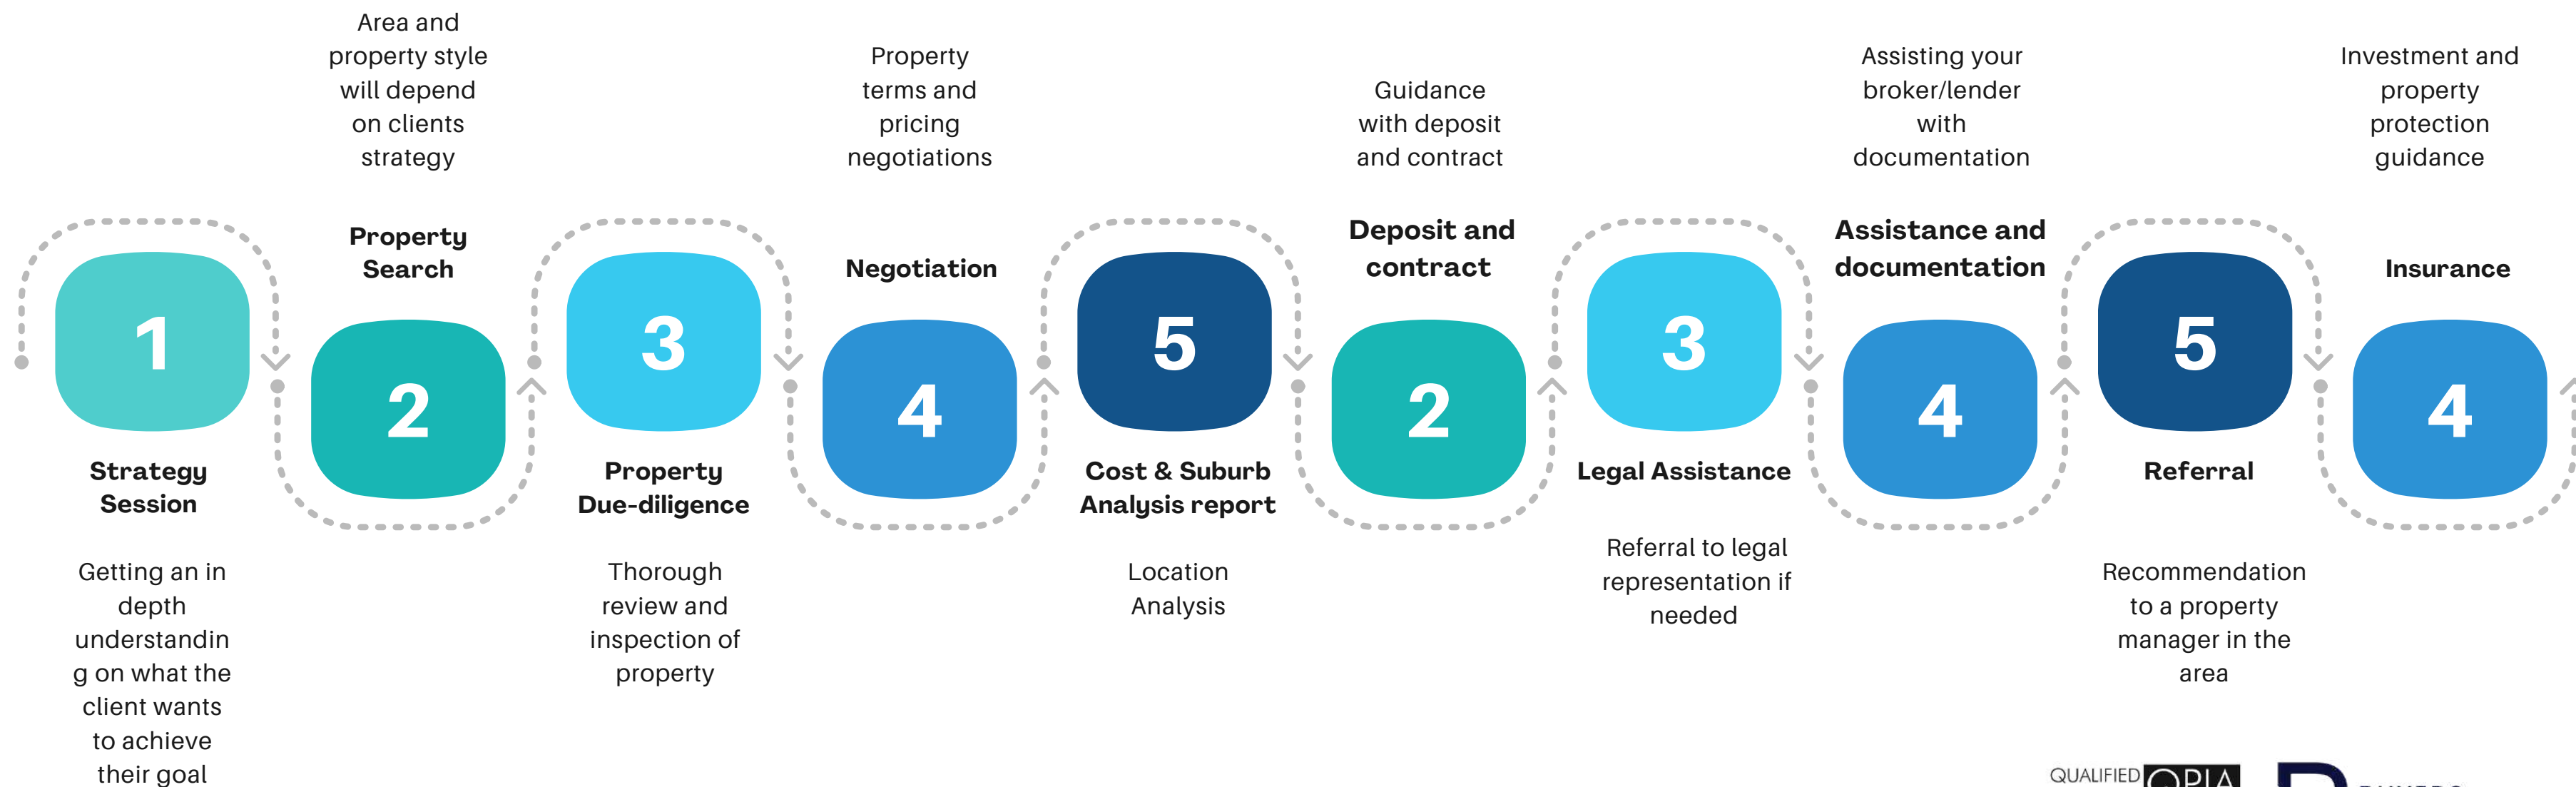 Area and
property style
will depend
on clients
strategy
Property
terms and
pricing
negotiations
Guidance
with deposit
and contract
Assisting your
broker/lender
with
documentation
Investment and
property
protection
guidance
Property
Search
Negotiation
Deposit and
contract
Assistance and
documentation
Insurance
1
2
3
4
5
2
3
4
5
4
Strategy
Session
Property
Due-diligence
Cost & Suburb
Analysis report
Legal Assistance
Referral
Getting an in
depth
understandin
g on what the
client wants
to achieve
their goal
Thorough
review and
inspection of
property
Location
Analysis
Referral to legal
representation if
needed
Recommendation
to a property
manager in the
area
QUALIFIED
PIA